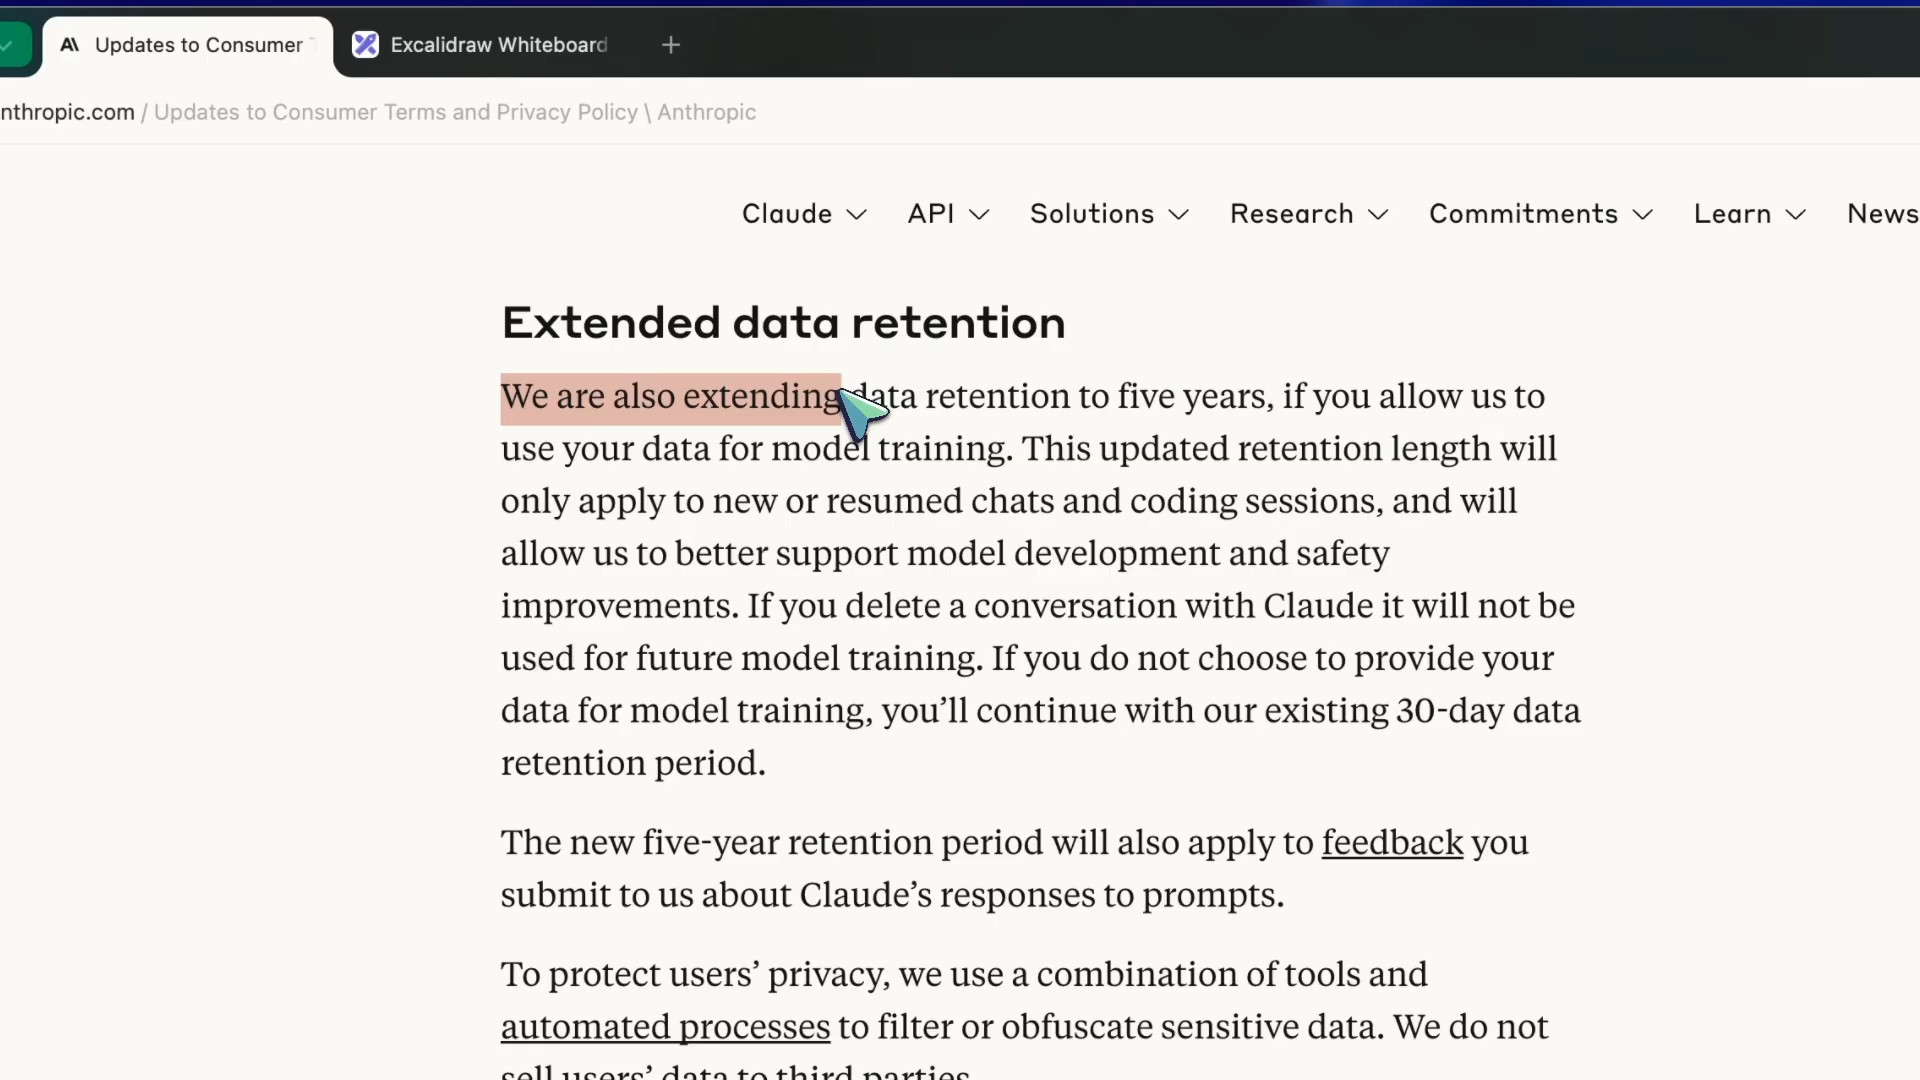 Updates to Consumer
Excalidraw Whiteboard
nthropic.com / Updates to Consumer Terms and Privacy Policy \ Anthropic
Claude API Solutions Research Commitments Learn News
Extended data retention
We are also extending data retention to five years, if you allow us to
use your data for model training. This updated retention length will
only apply to new or resumed chats and coding sessions, and will
allow us to better support model development and safety
improvements. If you delete a conversation with Claude it will not be
used for future model training. If you do not choose to provide your
data for model training, you’ll continue with our existing 30-day data
retention period.
The new five-year retention period will also apply to feedback you
submit to us about Claude’s responses to prompts.
To protect users’ privacy, we use a combination of tools and
automated processes to filter or obfuscate sensitive data. We do not
sell users’ data to third parties.